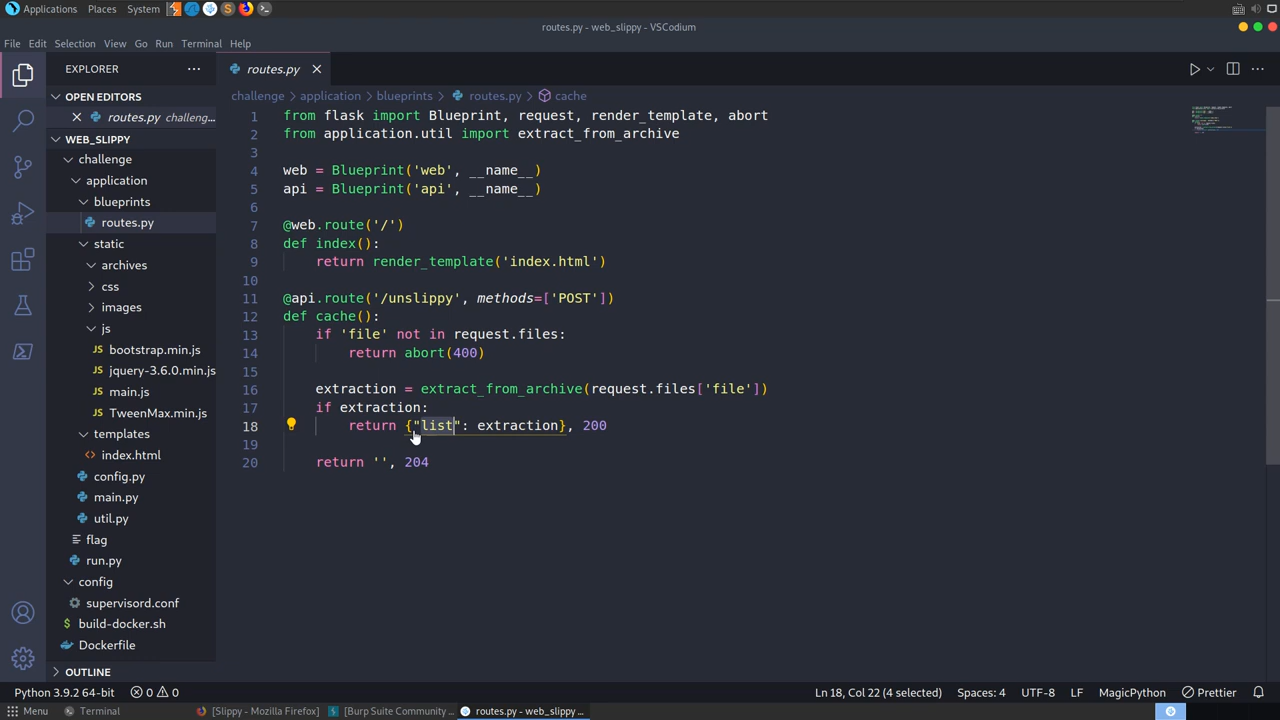 Applications Places System
routes.py - web_slippy - VSCodium
File Edit Selection View Go Run Terminal Help
EXPLORER ···
routes.py
OPEN EDITORS
routes.py challeng...
WEB_SLIPPY
challenge
application
blueprints
routes.py
static
archives
css
images
js
JS bootstrap.min.js
JS jquery-3.6.0.min.js
JS main.js
JS TweenMax.min.js
templates
<> index.html
config.py
main.py
util.py
flag
run.py
config
supervisord.conf
$ build-docker.sh
Dockerfile
OUTLINE
challenge > application > blueprints > routes.py > cache
1 from flask import Blueprint, request, render_template, abort
2 from application.util import extract_from_archive
3
4 web = Blueprint('web', __name__)
5 api = Blueprint('api', __name__)
6
7 @web.route('/')
8 def index():
9 return render_template('index.html')
10
11 @api.route('/unslippy', methods=['POST'])
12 def cache():
13 if 'file' not in request.files:
14 return abort(400)
15
16 extraction = extract_from_archive(request.files['file'])
17 if extraction:
18 return {"list": extraction}, 200
19
20 return '', 204
Python 3.9.2 64-bit 0 0 Ln 18, Col 22 (4 selected) Spaces: 4 UTF-8 LF MagicPython Prettier
Menu Terminal [Slippy - Mozilla Firefox] [Burp Suite Community ... routes.py - web_slippy ...